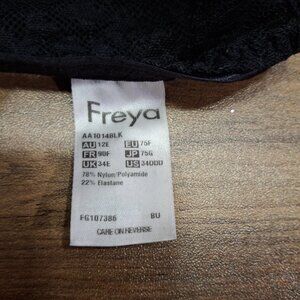 Freya
AA1014BLK
AU 12E EU 75F
FR 90F JP 75G
UK 34E US 34DDD
78% Nylon/Polyamide
22% Elastane
FG107386 BU
CARE ON REVERSE